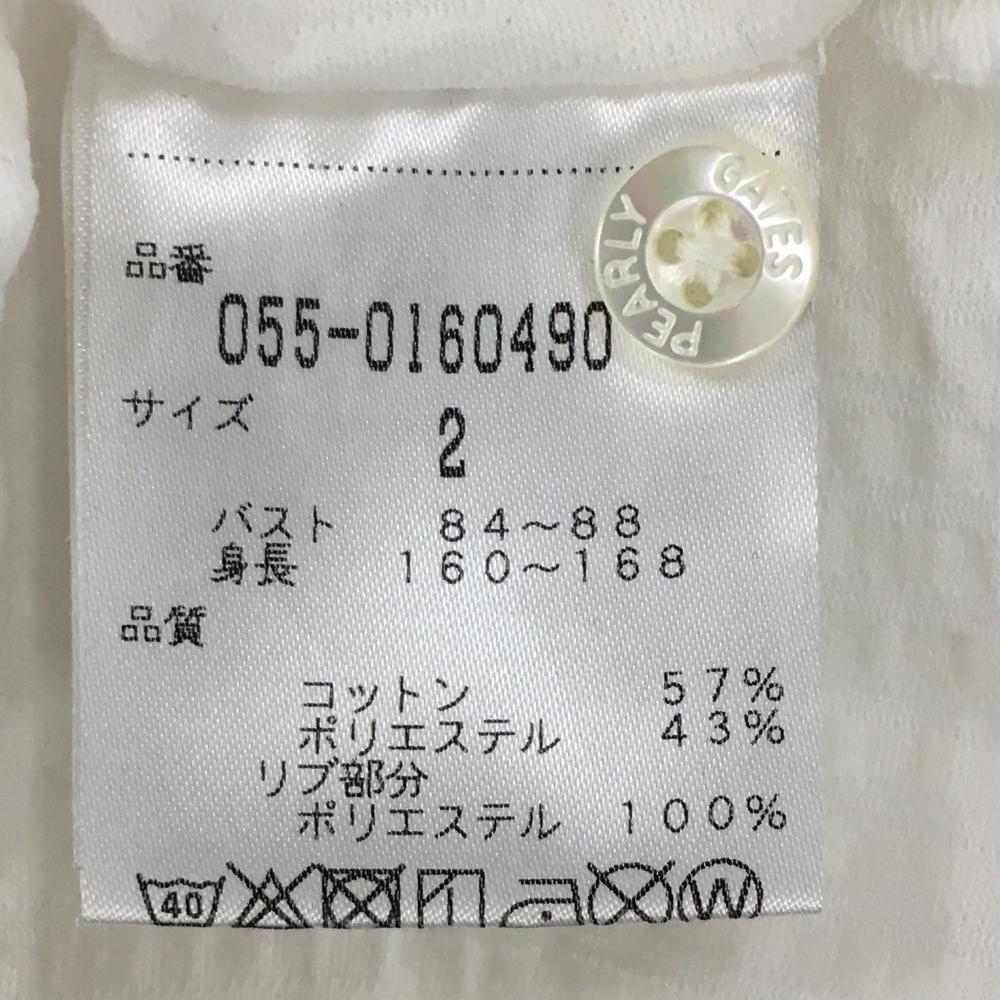 PEARLY GATES
品番
055-0160490
サイズ
2
バスト 84〜88
身長 160〜168
品質
コットン 57%
ポリエステル 43%
リブ部分
ポリエステル 100%
40
W